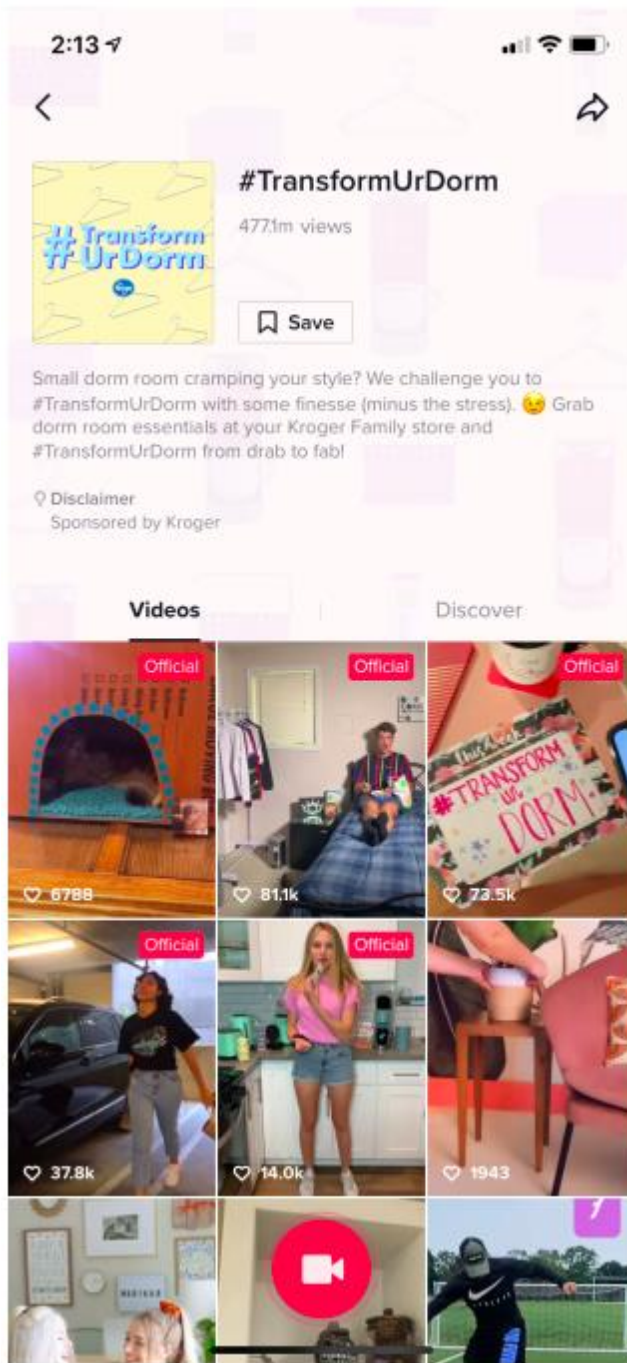 2:13
#TransformUrDorm
477.1m views
# Transform
UrDorm
Kroger
Save
Small dorm room cramping your style? We challenge you to
#TransformUrDorm with some finesse (minus the stress). 😉 Grab
dorm room essentials at your Kroger Family store and
#TransformUrDorm from drab to fab!
Disclaimer
Sponsored by Kroger
Videos
Discover
Official
Official
Official
#TRANSFORM
UR
DORM
6788
81.1k
73.5k
Official
Official
37.8k
14.0k
1943